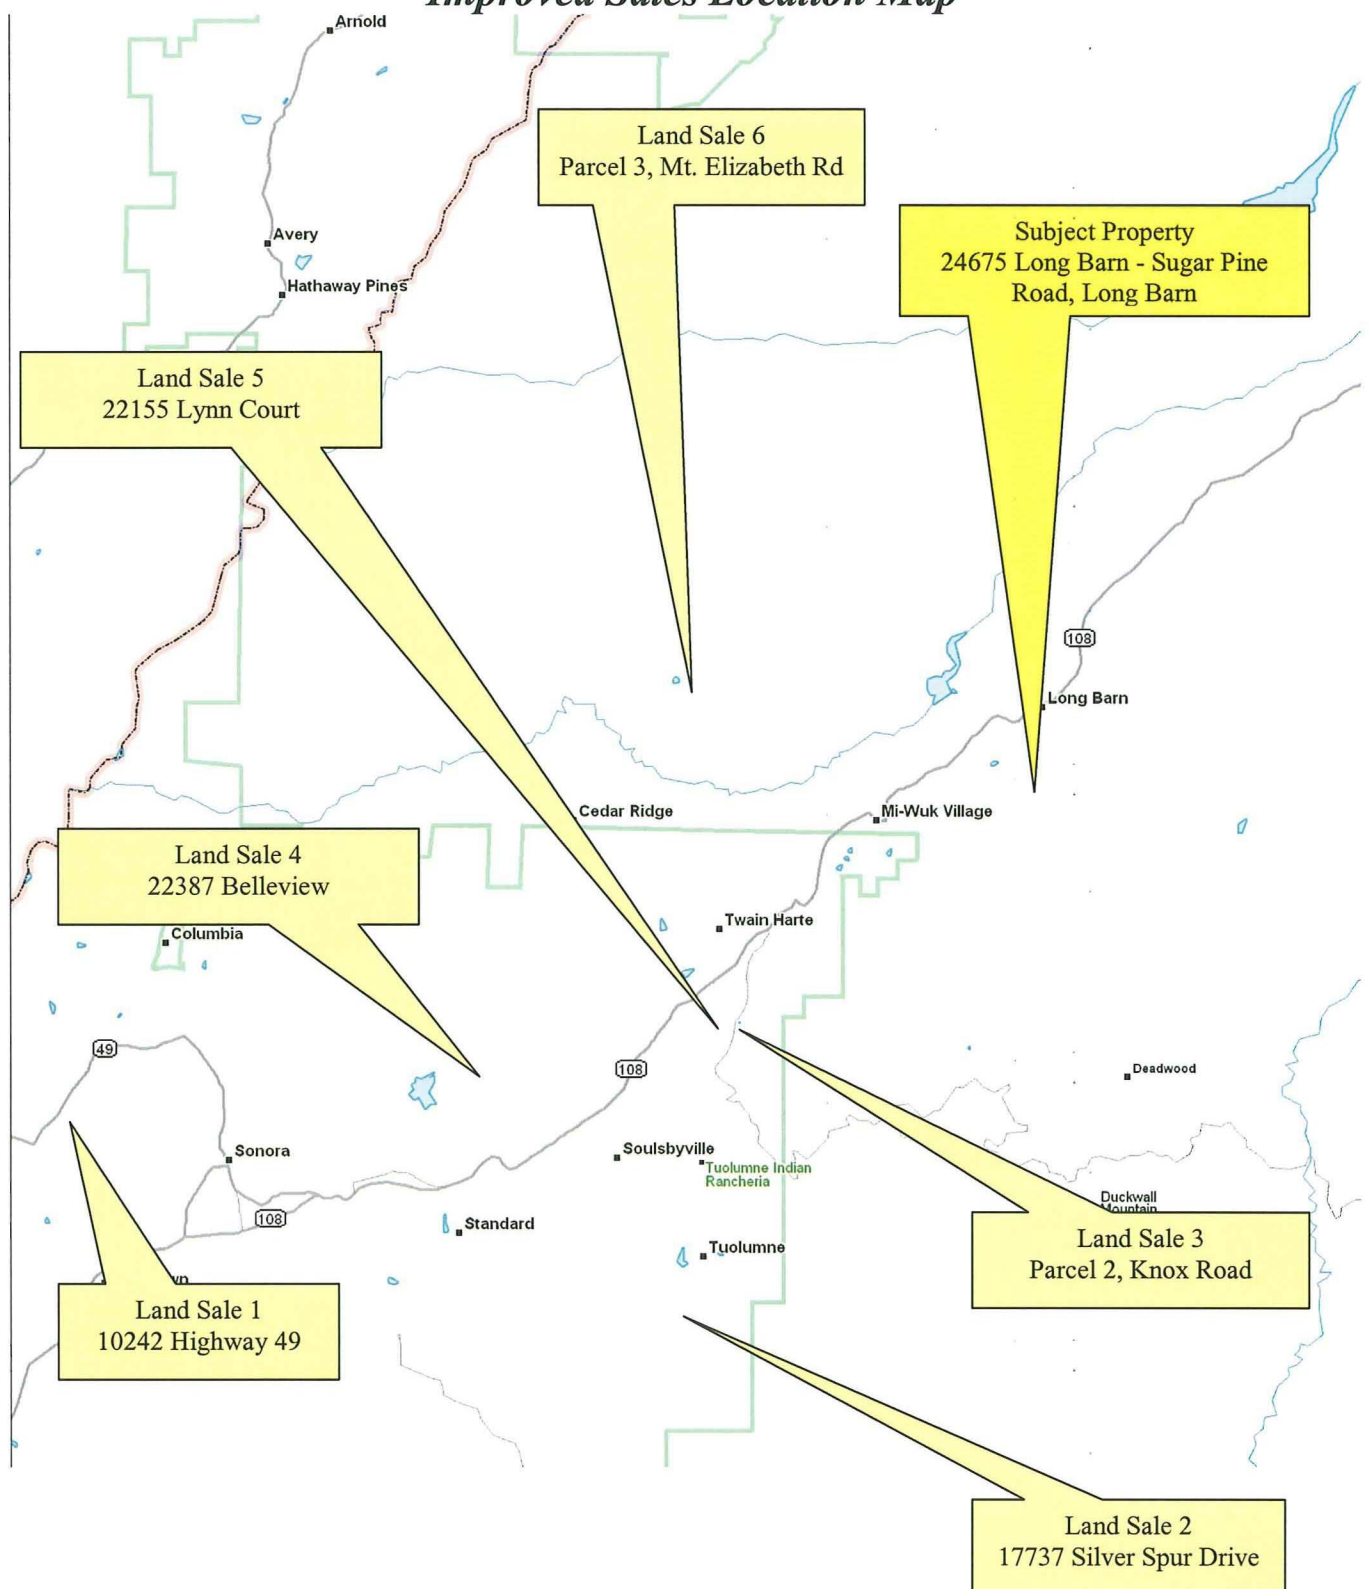 Improved Sales Location Map
Arnold
Land Sale 6
Parcel 3, Mt. Elizabeth Rd
Subject Property
24675 Long Barn - Sugar Pine
Road, Long Barn
Avery
Hathaway Pines
Land Sale 5
22155 Lynn Court
108
Long Barn
Cedar Ridge
Mi-Wuk Village
Land Sale 4
22387 Belleview
Twain Harte
Columbia
49
108
Deadwood
Sonora
Soulsbyville
Tuolumne Indian
Rancheria
Duckwall
Mountain
108
Standard
Tuolumne
Land Sale 3
Parcel 2, Knox Road
Land Sale 1
10242 Highway 49
Land Sale 2
17737 Silver Spur Drive